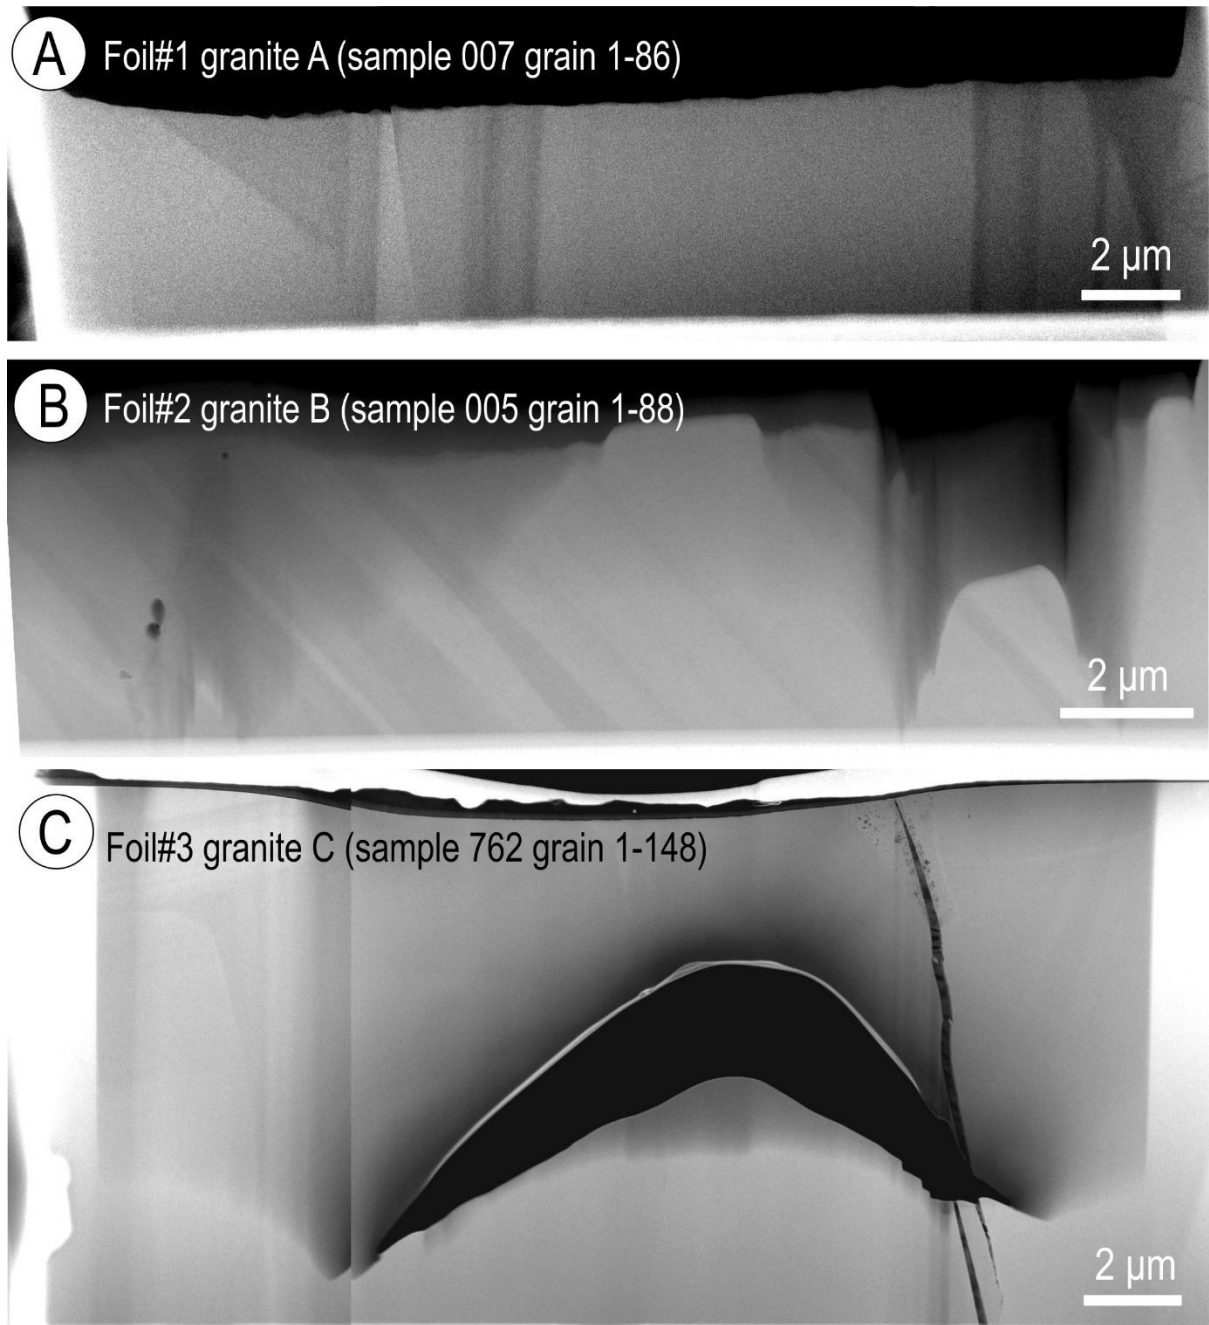 A Foil#1 granite A (sample 007 grain 1-86)
2 µm
B Foil#2 granite B (sample 005 grain 1-88)
2 µm
C Foil#3 granite C (sample 762 grain 1-148)
2 µm